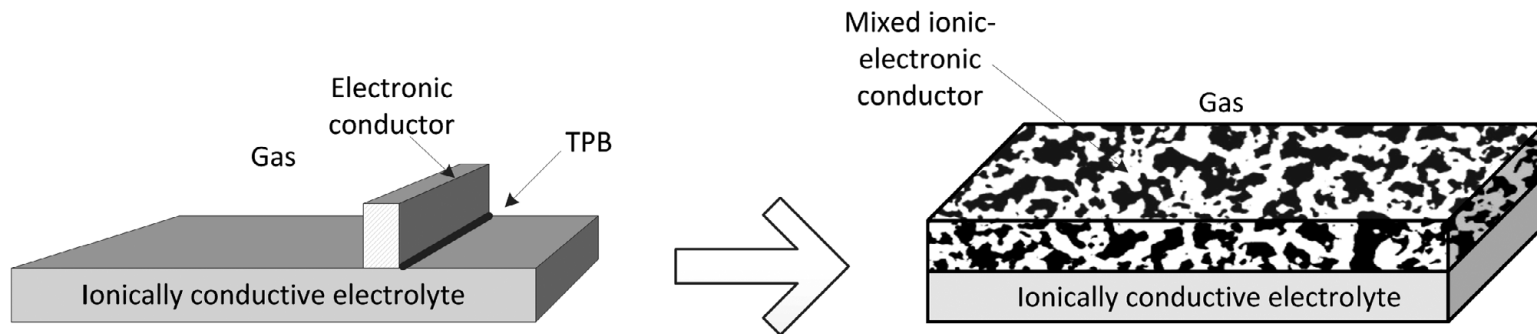 Electronic
conductor
Gas
TPB
Ionically conductive electrolyte
Mixed ionic-
electronic
conductor
Gas
Ionically conductive electrolyte